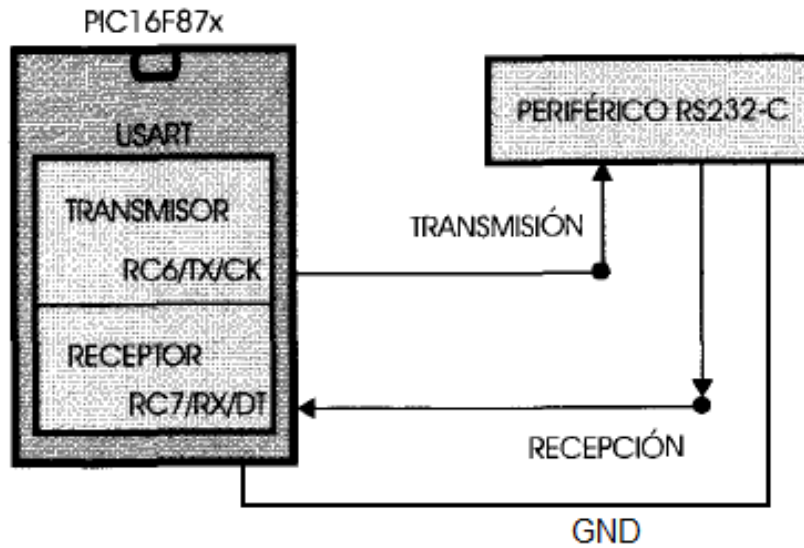 PIC16F87x
USART
TRANSMISOR
RC6/TX/CK
RECEPTOR
RC7/RX/DT
PERIFÉRICO RS232-C
TRANSMISIÓN
RECEPCIÓN
GND